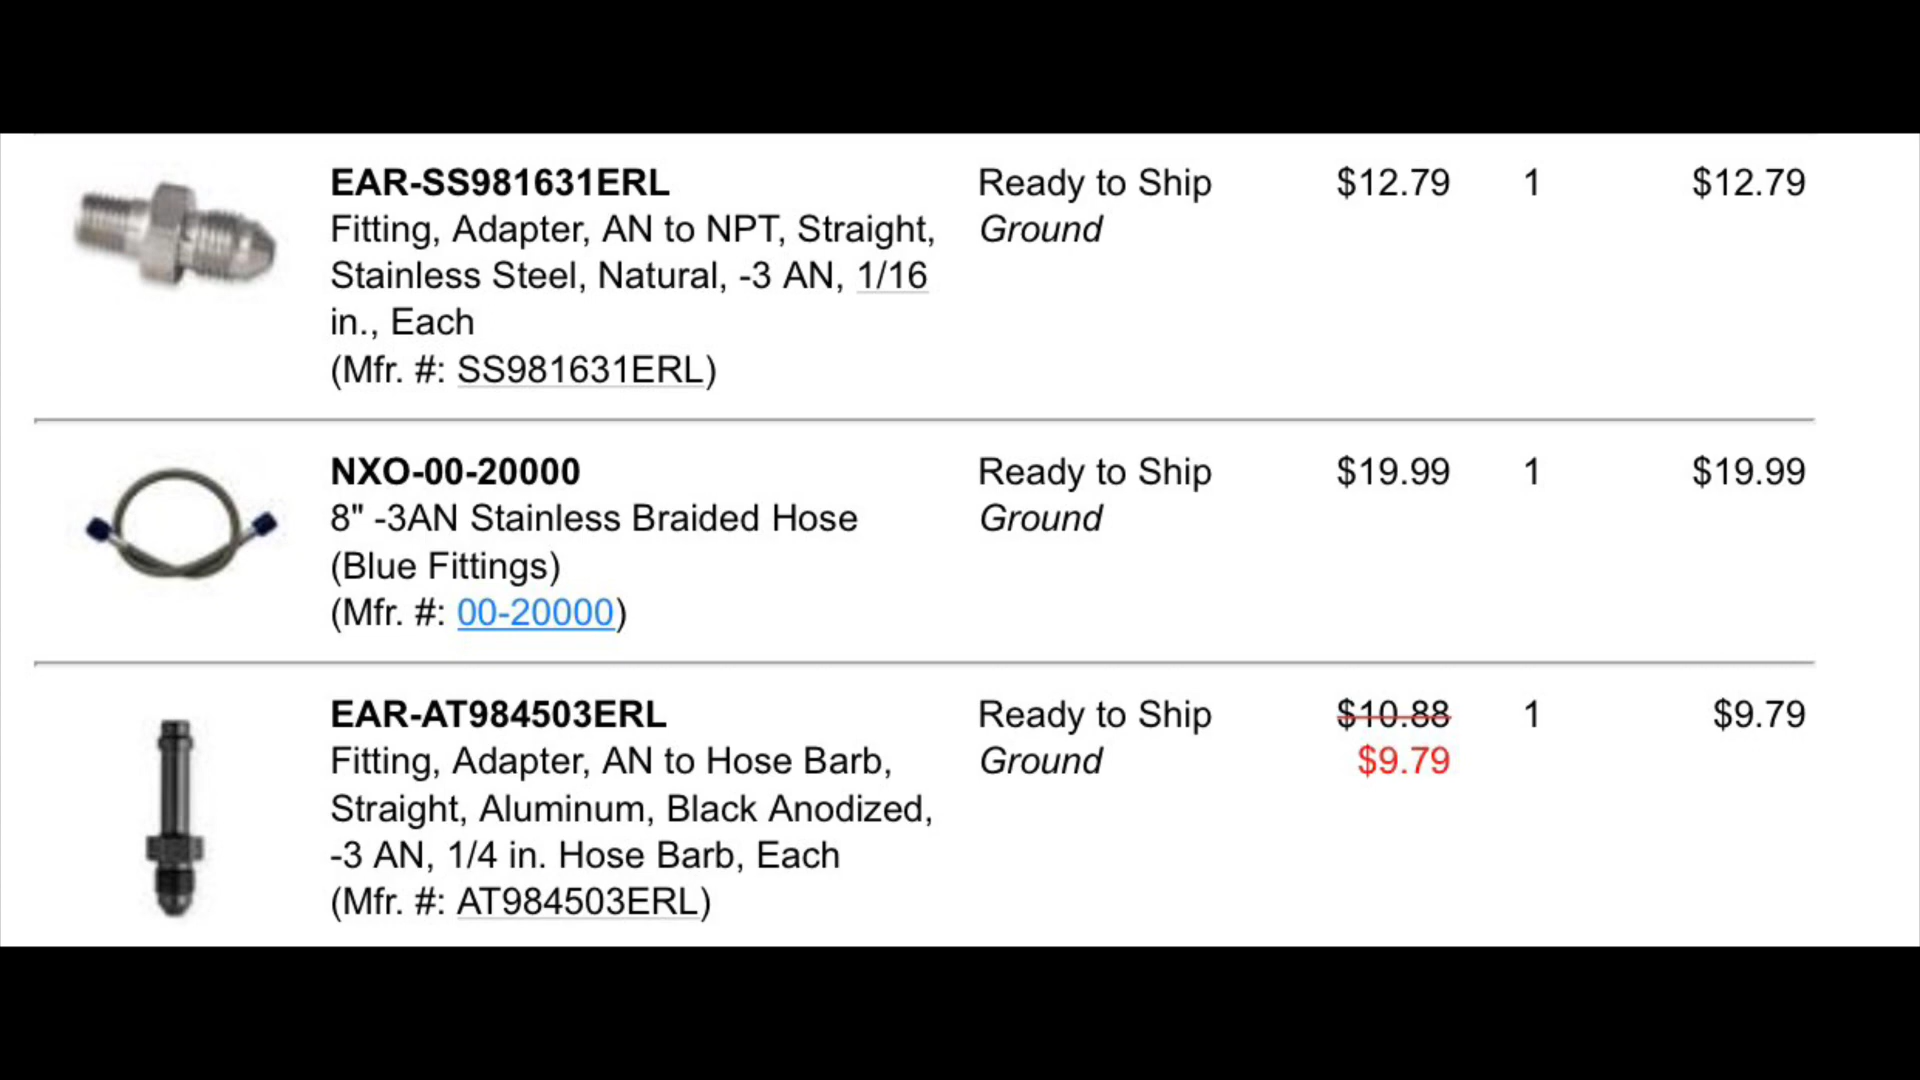 EAR-SS981631ERL Ready to Ship $12.79 1 $12.79
Fitting, Adapter, AN to NPT, Straight, Ground
Stainless Steel, Natural, -3 AN, 1/16
in., Each
(Mfr. #: SS981631ERL)
NXO-00-20000 Ready to Ship $19.99 1 $19.99
8" -3AN Stainless Braided Hose Ground
(Blue Fittings)
(Mfr. #: 00-20000)
EAR-AT984503ERL Ready to Ship $10.88 1 $9.79
Fitting, Adapter, AN to Hose Barb, Ground $9.79
Straight, Aluminum, Black Anodized,
-3 AN, 1/4 in. Hose Barb, Each
(Mfr. #: AT984503ERL)